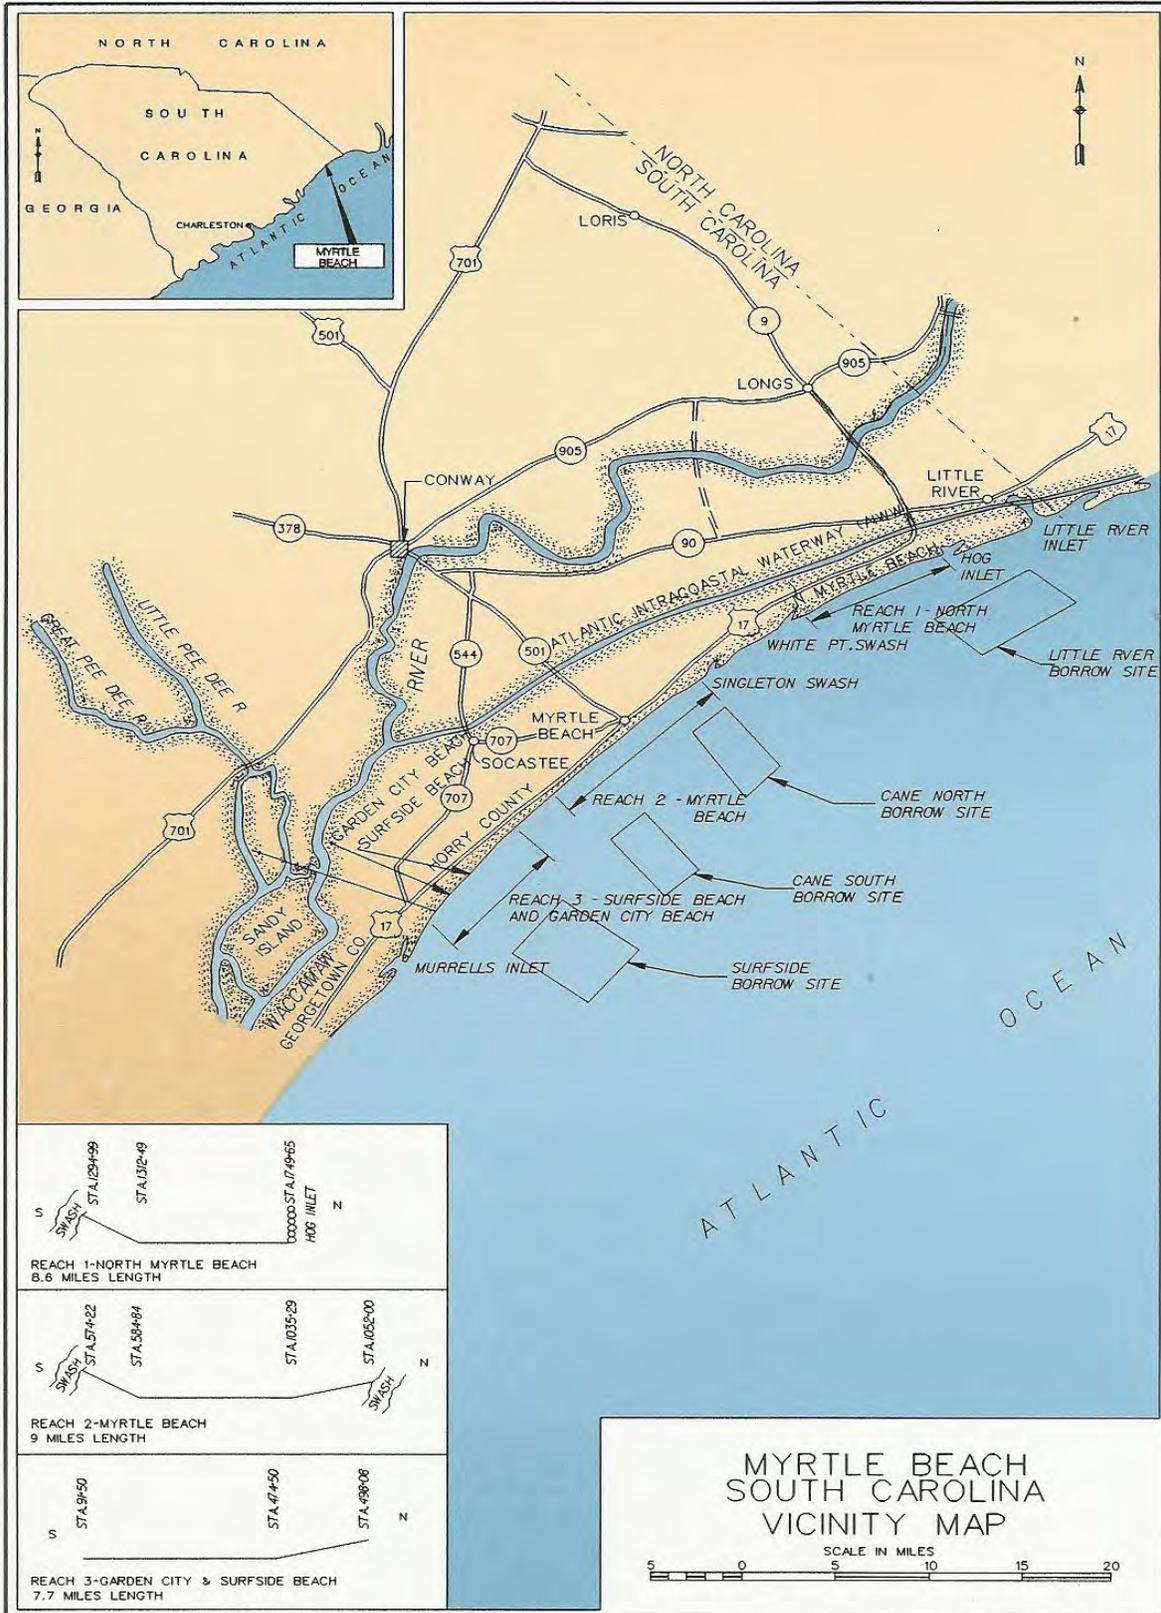 NORTH CAROLINA
SOUTH
CAROLINA
N
GEORGIA
CHARLESTON
ATLANTIC OCEAN
MYRTLE
BEACH
N
NORTH CAROLINA
SOUTH CAROLINA
LORIS
701
9
501
905
LONGS
17
905
CONWAY
LITTLE
RIVER
378
90
ATLANTIC INTRACOASTAL WATERWAY (AIWW)
LITTLE RIVER
INLET
N MYRTLE BEACH
HOG
INLET
REACH 1-NORTH
MYRTLE BEACH
17
WHITE PT.SWASH
LITTLE RIVER
BORROW SITE
GREAT PEE DEE R
LITTLE PEE DEE R
RIVER
544
501
SINGLETON SWASH
MYRTLE
BEACH
707
SOCASTEE
GARDEN CITY BEACH
SURFSIDE BEACH
707
HORRY COUNTY
REACH 2 -MYRTLE
BEACH
CANE NORTH
BORROW SITE
701
CANE SOUTH
BORROW SITE
REACH 3 - SURFSIDE BEACH
AND GARDEN CITY BEACH
SANDY
ISLAND
17
MURRELLS INLET
SURFSIDE
BORROW SITE
WACCAMAW
GEORGETOWN CO.
ATLANTIC OCEAN
STA.1294+99
STA.1312+49
STA.1749+65
HOG INLET
S
SWASH
N
REACH 1-NORTH MYRTLE BEACH
8.6 MILES LENGTH
STA.574+22
STA.584+84
STA.1035+29
STA.1052+00
S
SWASH
N
SWASH
REACH 2-MYRTLE BEACH
9 MILES LENGTH
STA.91+50
STA.474+50
STA.498+08
S
N
REACH 3-GARDEN CITY & SURFSIDE BEACH
7.7 MILES LENGTH
MYRTLE BEACH
SOUTH CAROLINA
VICINITY MAP
SCALE IN MILES
5 0 5 10 15 20